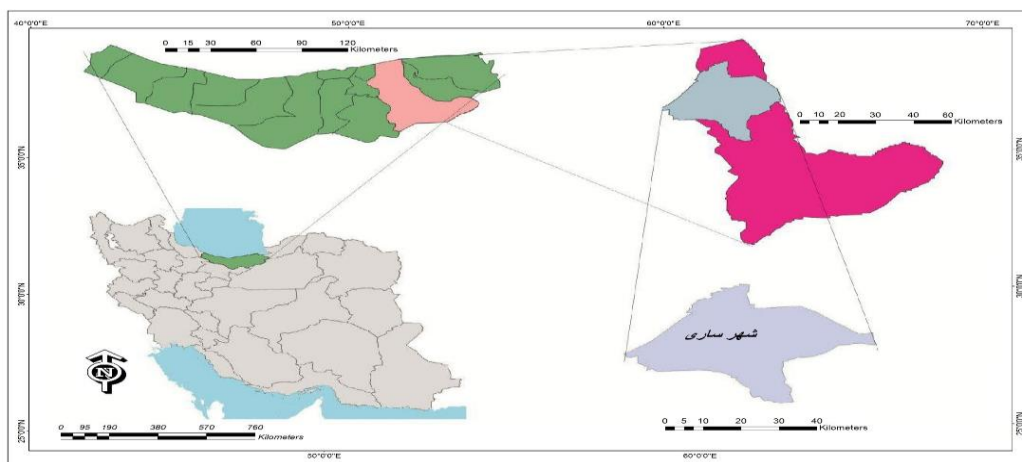 40°0'0"E 50°0'0"E 60°0'0"E 70°0'0"E
0 15 30 60 90 120
Kilometers
0 10 20 30 40 60
Kilometers
35°0'0"N 35°0'0"N
30°0'0"N 30°0'0"N
شهر ساری
N
0 95 190 380 570 760
Kilometers
0 5 10 20 30 40
Kilometers
25°0'0"N 25°0'0"N
50°0'0"E 60°0'0"E